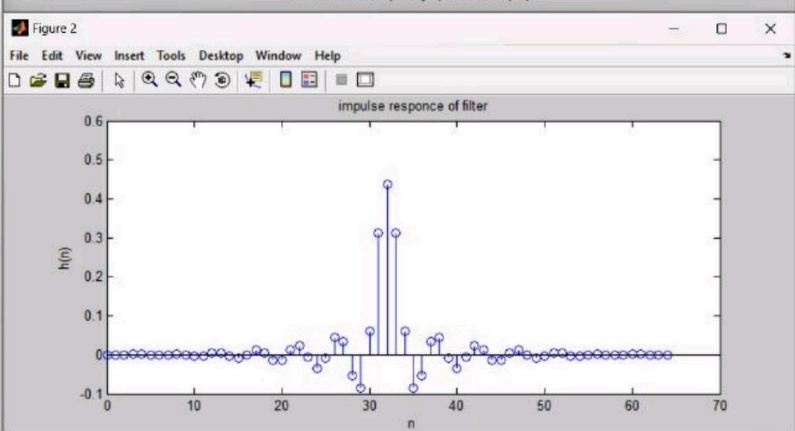 Figure 2
File Edit View Insert Tools Desktop Window Help
impulse responce of filter
0.6
0.5
0.4
0.3
0.2
0.1
0
-0.1
h(n)
0 10 20 30 40 50 60 70
n